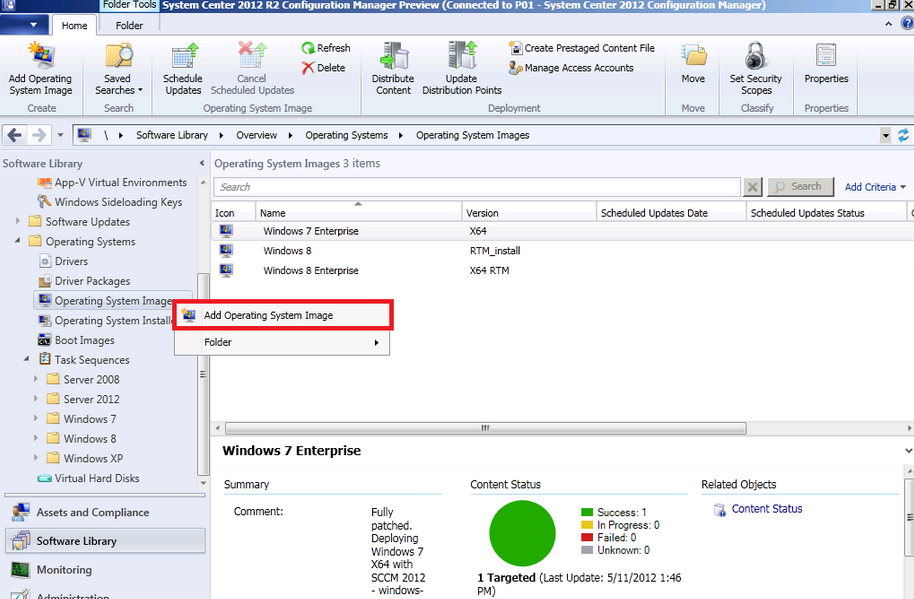 Folder Tools System Center 2012 R2 Configuration Manager Preview (Connected to P01 - System Center 2012 Configuration Manager)
Home Folder
Add Operating System Image
Saved Searches
Schedule Updates
Cancel Scheduled Updates
Refresh
Delete
Distribute Content
Update Distribution Points
Create Prestaged Content File
Manage Access Accounts
Move
Set Security Scopes
Properties
Create Search Operating System Image Deployment Move Classify Properties
\ Software Library Overview Operating Systems Operating System Images
Software Library
App-V Virtual Environments
Windows Sideloading Keys
Software Updates
Operating Systems
Drivers
Driver Packages
Operating System Image
Operating System Installe
Boot Images
Task Sequences
Server 2008
Server 2012
Windows 7
Windows 8
Windows XP
Virtual Hard Disks
Assets and Compliance
Software Library
Monitoring
Administration
Operating System Images 3 items
Search Search Add Criteria
Icon Name Version Scheduled Updates Date Scheduled Updates Status
Windows 7 Enterprise X64
Windows 8 RTM_install
Windows 8 Enterprise X64 RTM
Add Operating System Image
Folder
Windows 7 Enterprise
Summary
Comment:
Fully
patched.
Deploying
Windows 7
X64 with
SCCM 2012
- windows-
Content Status
Success: 1
In Progress: 0
Failed: 0
Unknown: 0
1 Targeted (Last Update: 5/11/2012 1:46
PM)
Related Objects
Content Status